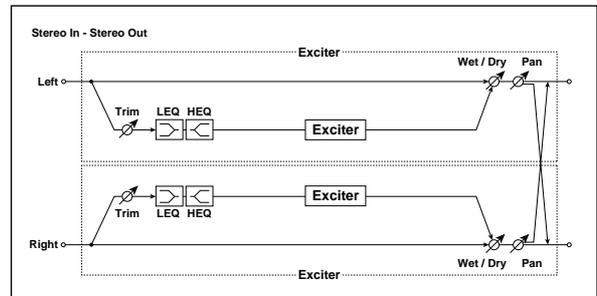 Stereo In - Stereo Out
Exciter
Wet / Dry Pan
Left
Trim LEQ HEQ
Exciter
Exciter
Trim LEQ HEQ
Right
Wet / Dry Pan
Exciter